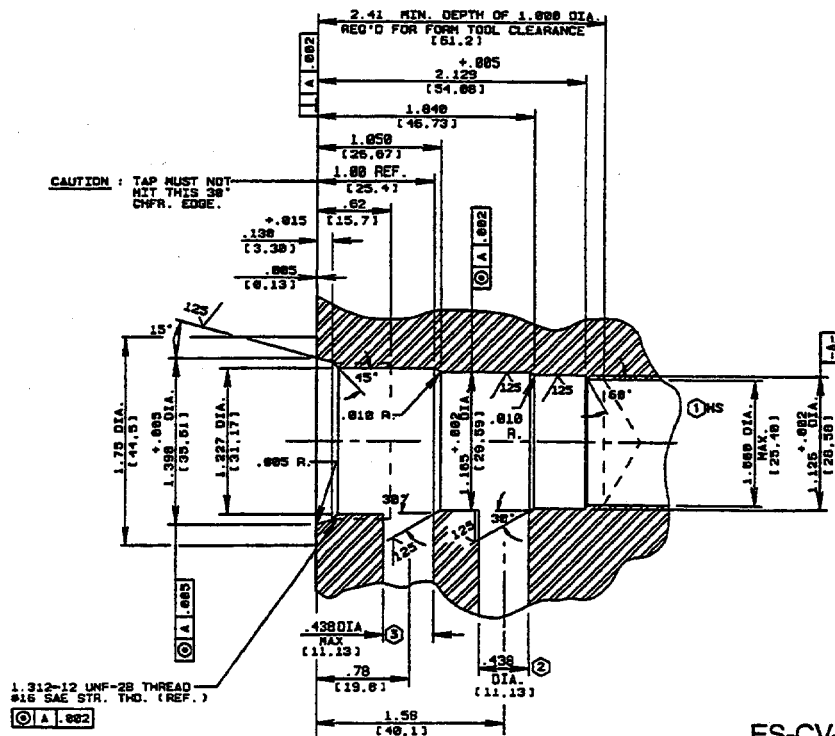 2.41 MIN. DEPTH OF 1.000 DIA.
REQ'D FOR FORM TOOL CLEARANCE
[61.2]
⊥ A .002
+.005
2.129
[54.08]
1.840
[46.73]
1.050
[26.67]
1.00 REF.
[25.4]
CAUTION : TAP MUST NOT
HIT THIS 30°
CHFR. EDGE.
.62
[15.7]
+.015
.130
[3.30]
.005
[0.13]
◎ A .002
125
15°
45°
.010 R.
125
125
.010
R.
60°
-A-
① HS
1.75 DIA.
[44.5]
+.005
1.398 DIA.
[35.51]
1.227 DIA.
[31.17]
.005 R.
+.002
1.165 DIA.
[29.59]
DIA.
MAX.
[25.40]
+.002
1.125 DIA.
[28.58]
30°
125
125
30°
◎ A .005
.438 DIA
MAX
[11.13]
③
.438
DIA.
[11.13]
②
.78
[19.8]
1.58
[40.1]
1.312-12 UNF-2B THREAD
#16 SAE STR. THD. (REF.)
◎ A .002
ES-CV-